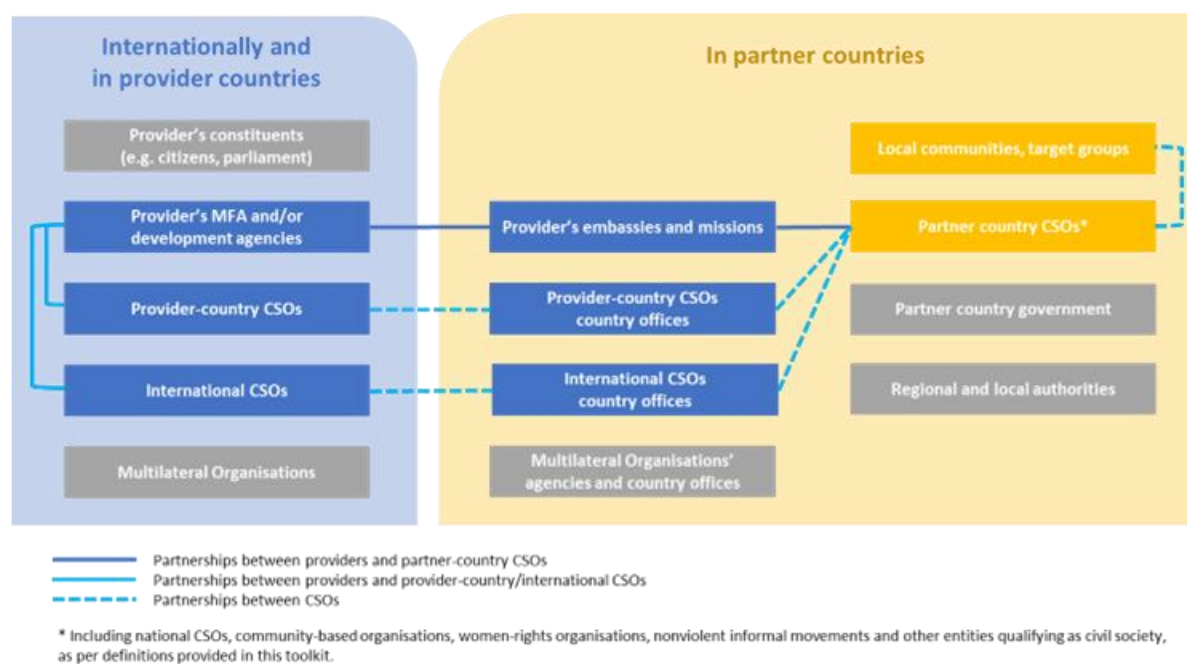 Internationally and
in provider countries
In partner countries
Provider's constituents
(e.g. citizens, parliament)
Local communities, target groups
Provider's MFA and/or
development agencies
Provider's embassies and missions
Partner country CSOs*
Provider-country CSOs
Provider-country CSOs
country offices
Partner country government
International CSOs
International CSOs
country offices
Regional and local authorities
Multilateral Organisations
Multilateral Organisations'
agencies and country offices
Partnerships between providers and partner-country CSOs
Partnerships between providers and provider-country/international CSOs
Partnerships between CSOs
* Including national CSOs, community-based organisations, women-rights organisations, nonviolent informal movements and other entities qualifying as civil society,
as per definitions provided in this toolkit.